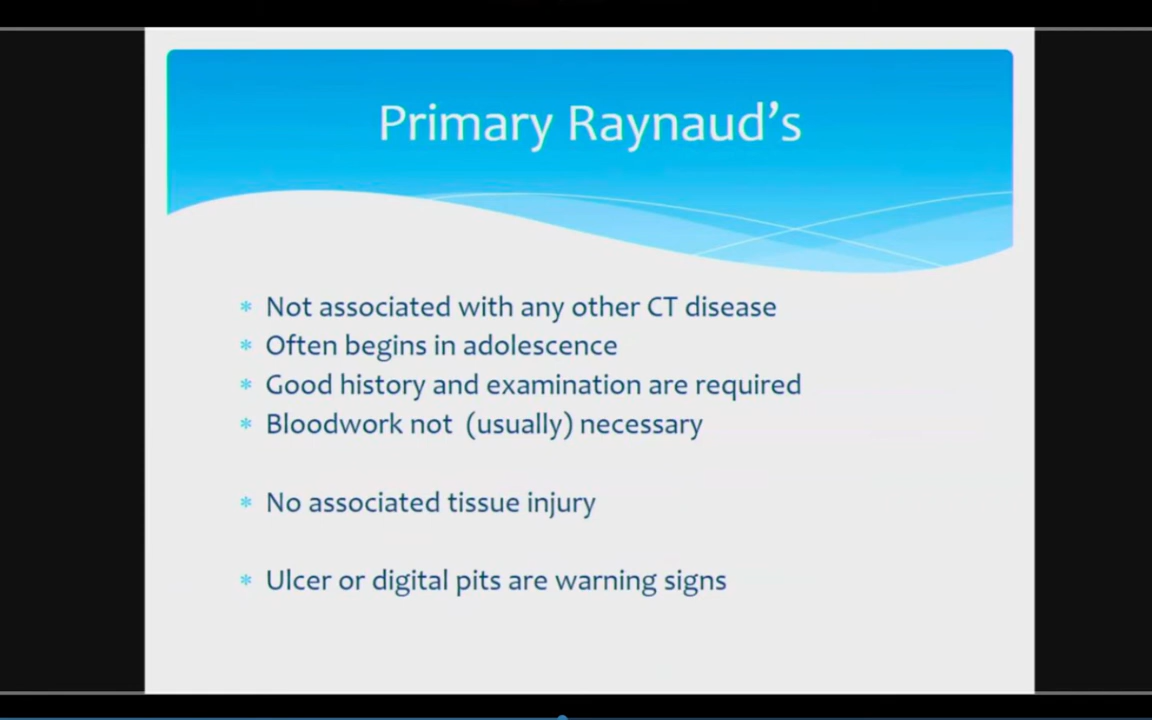 Primary Raynaud's
* Not associated with any other CT disease
* Often begins in adolescence
* Good history and examination are required
* Bloodwork not  (usually) necessary
* No associated tissue injury
* Ulcer or digital pits are warning signs